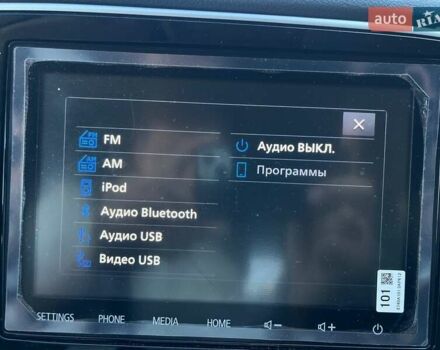 auto RIA
FM
AM
iPod
Аудио Bluetooth
Аудио USB
Видео USB
Аудио ВЫКЛ.
Программы
101
SETTINGS PHONE MEDIA HOME